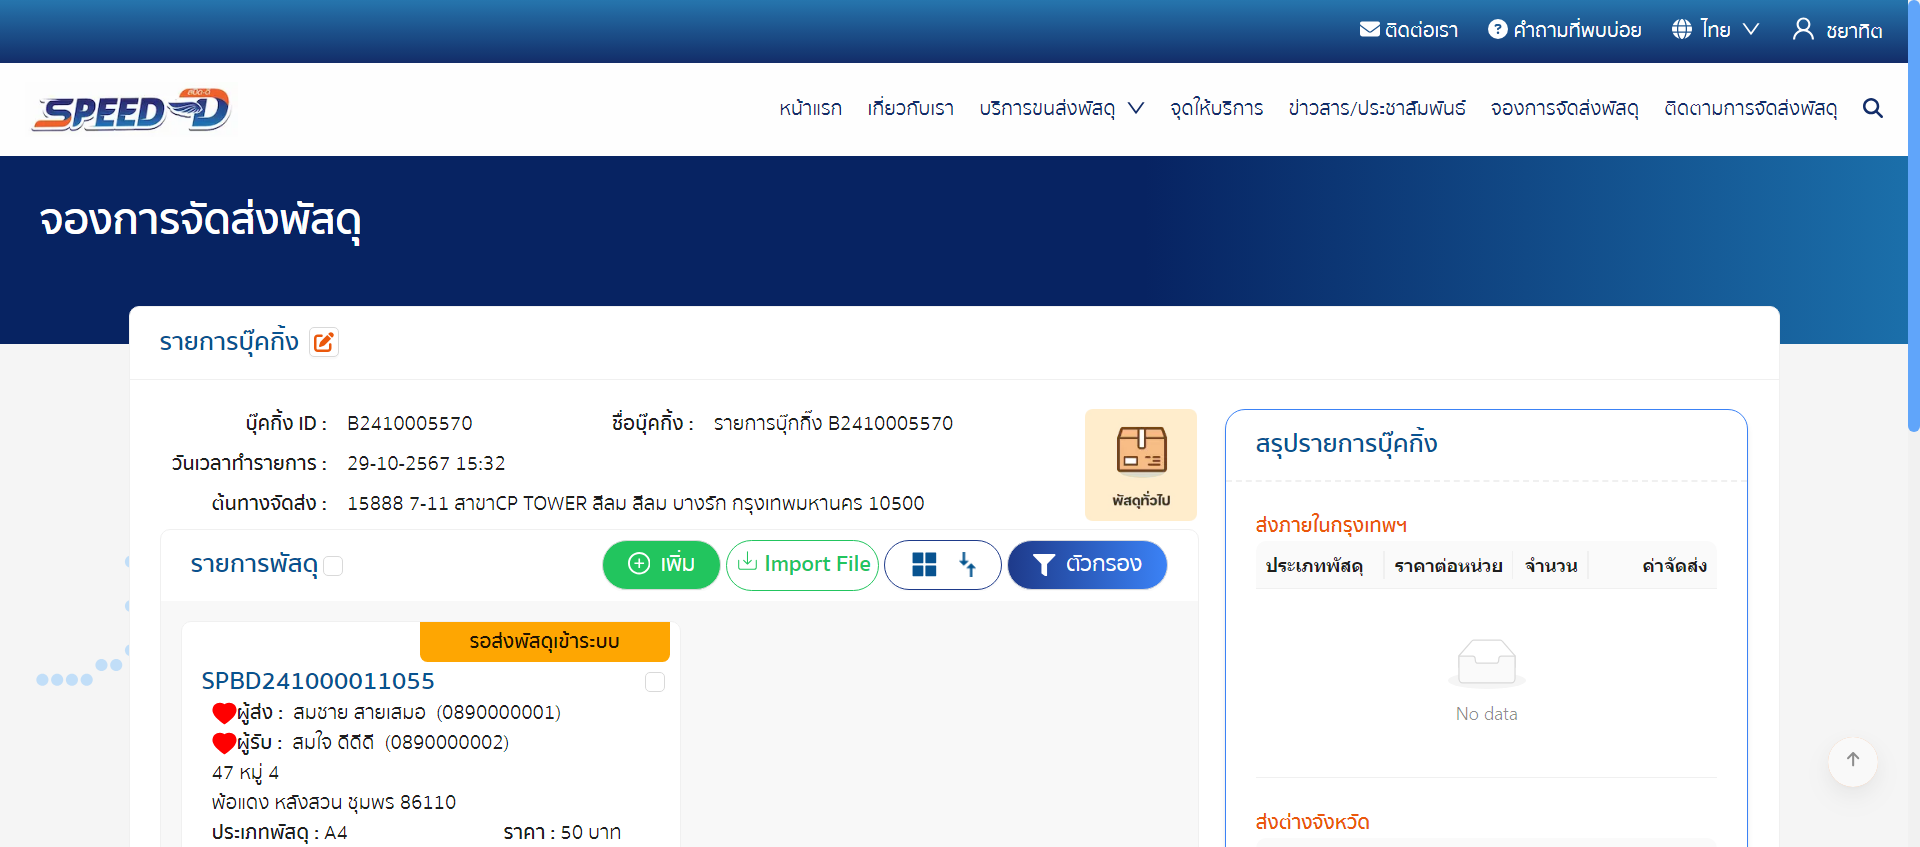 ติดต่อเรา
คำถามที่พบบ่อย
ไทย
ชยาทิต
สปีด-ดี
SPEED-D
หน้าแรก
เกี่ยวกับเรา
บริการขนส่งพัสดุ
จุดให้บริการ
ข่าวสาร/ประชาสัมพันธ์
จองการจัดส่งพัสดุ
ติดตามการจัดส่งพัสดุ
จองการจัดส่งพัสดุ
รายการบุ๊คกิ้ง
บุ๊คกิ้ง ID : B2410005570
ชื่อบุ๊คกิ้ง : รายการบุ๊กกิ๊ง B2410005570
วันเวลาทำรายการ : 29-10-2567 15:32
ต้นทางจัดส่ง : 15888 7-11 สาขาCP TOWER สีลม สีลม บางรัก กรุงเทพมหานคร 10500
พัสดุทั่วไป
รายการพัสดุ
เพิ่ม
Import File
ตัวกรอง
รอส่งพัสดุเข้าระบบ
SPBD241000011055
ผู้ส่ง : สมชาย สายเสมอ (0890000001)
ผู้รับ : สมใจ ดีดีดี (0890000002)
47 หมู่ 4
พ้อแดง หลังสวน ชุมพร 86110
ประเภทพัสดุ : A4
ราคา : 50 บาท
สรุปรายการบุ๊คกิ้ง
ส่งภายในกรุงเทพฯ
ประเภทพัสดุ ราคาต่อหน่วย จำนวน ค่าจัดส่ง
No data
ส่งต่างจังหวัด